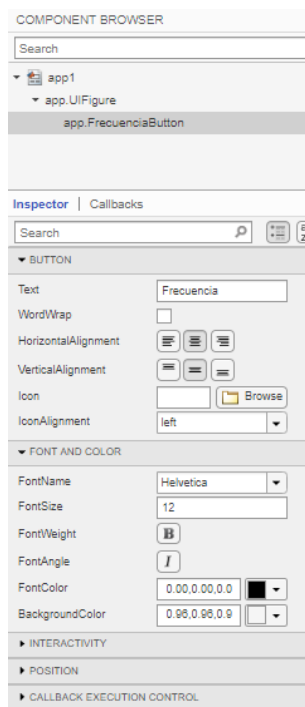 COMPONENT BROWSER
Search
app1
app.UIFigure
app.FrecuenciaButton
Inspector | Callbacks
Search
BUTTON
Text Frecuencia
WordWrap
HorizontalAlignment
VerticalAlignment
Icon Browse
IconAlignment left
FONT AND COLOR
FontName Helvetica
FontSize 12
FontWeight B
FontAngle I
FontColor 0.00,0.00,0.0
BackgroundColor 0.96,0.96,0.9
INTERACTIVITY
POSITION
CALLBACK EXECUTION CONTROL